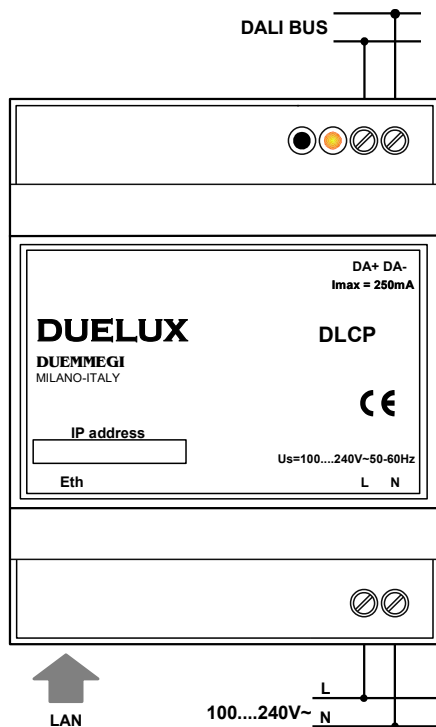 DALI BUS
DA+ DA-
Imax = 250mA
DUELUX
DLCP
DUEMMEGI
MILANO-ITALY
CE
IP address
Us=100....240V~50-60Hz
Eth
L N
L
100....240V~ N
LAN